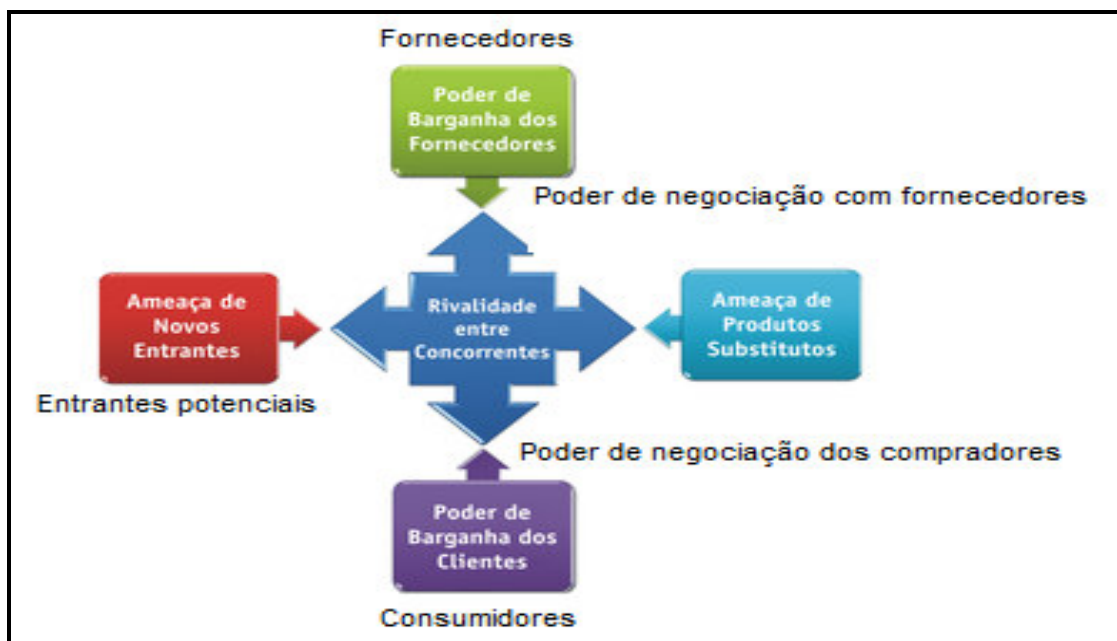 Fornecedores
Poder de
Barganha dos
Fornecedores
Poder de negociação com fornecedores
Ameaça de
Novos
Entrantes
Entrantes potenciais
Rivalidade
entre
Concorrentes
Ameaça de
Produtos
Substitutos
Poder de negociação dos compradores
Poder de
Barganha dos
Clientes
Consumidores